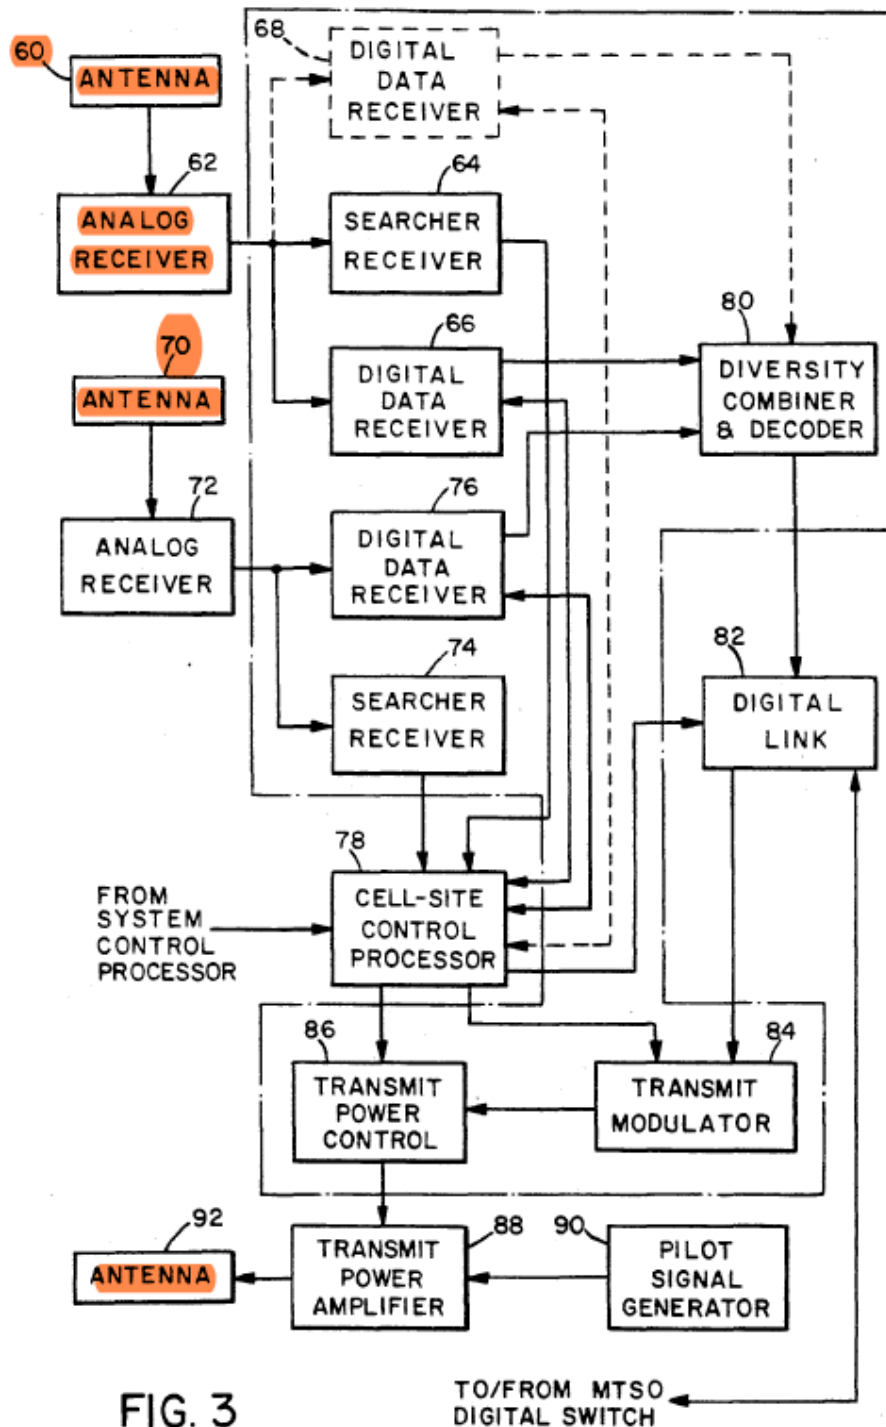 60
ANTENNA
68
DIGITAL
DATA
RECEIVER
62
ANALOG
RECEIVER
64
SEARCHER
RECEIVER
70
ANTENNA
66
DIGITAL
DATA
RECEIVER
80
DIVERSITY
COMBINER
& DECODER
72
ANALOG
RECEIVER
76
DIGITAL
DATA
RECEIVER
74
SEARCHER
RECEIVER
82
DIGITAL
LINK
FROM
SYSTEM
CONTROL
PROCESSOR
78
CELL-SITE
CONTROL
PROCESSOR
86
TRANSMIT
POWER
CONTROL
84
TRANSMIT
MODULATOR
92
ANTENNA
88
TRANSMIT
POWER
AMPLIFIER
90
PILOT
SIGNAL
GENERATOR
FIG. 3
TO/FROM MTSO
DIGITAL SWITCH